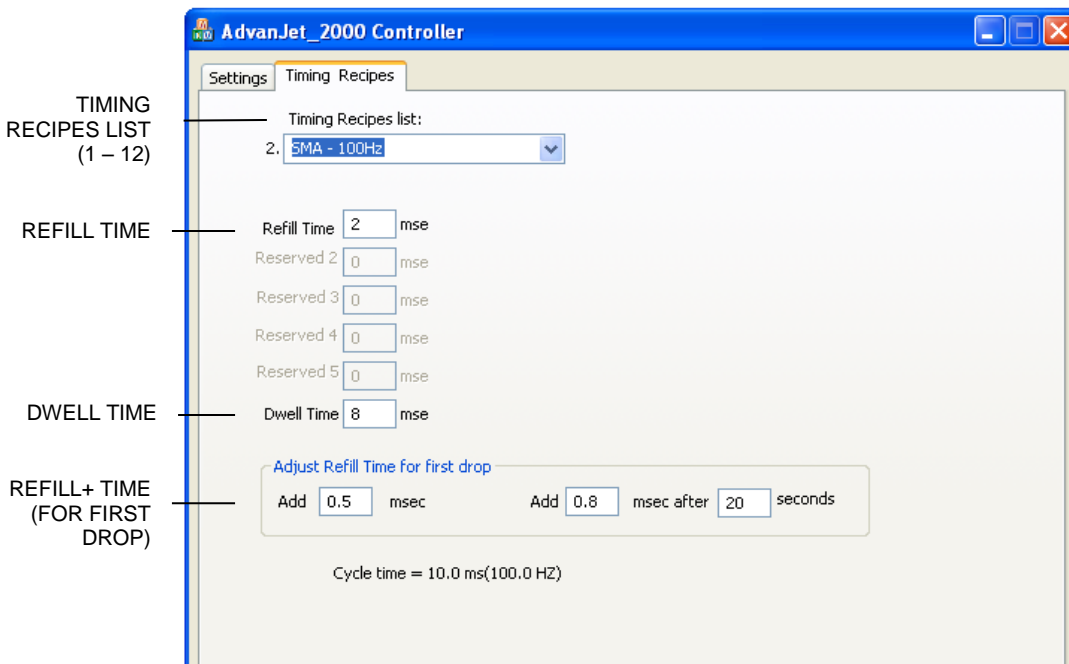 AdvanJet_2000 Controller
Settings
Timing Recipes
TIMING
RECIPES LIST
(1 – 12)
Timing Recipes list:
2. SMA - 100Hz
REFILL TIME
Refill Time 2 mse
Reserved 2 0 mse
Reserved 3 0 mse
Reserved 4 0 mse
Reserved 5 0 mse
DWELL TIME
Dwell Time 8 mse
REFILL+ TIME
(FOR FIRST
DROP)
Adjust Refill Time for first drop
Add 0.5 msec Add 0.8 msec after 20 seconds
Cycle time = 10.0 ms(100.0 HZ)